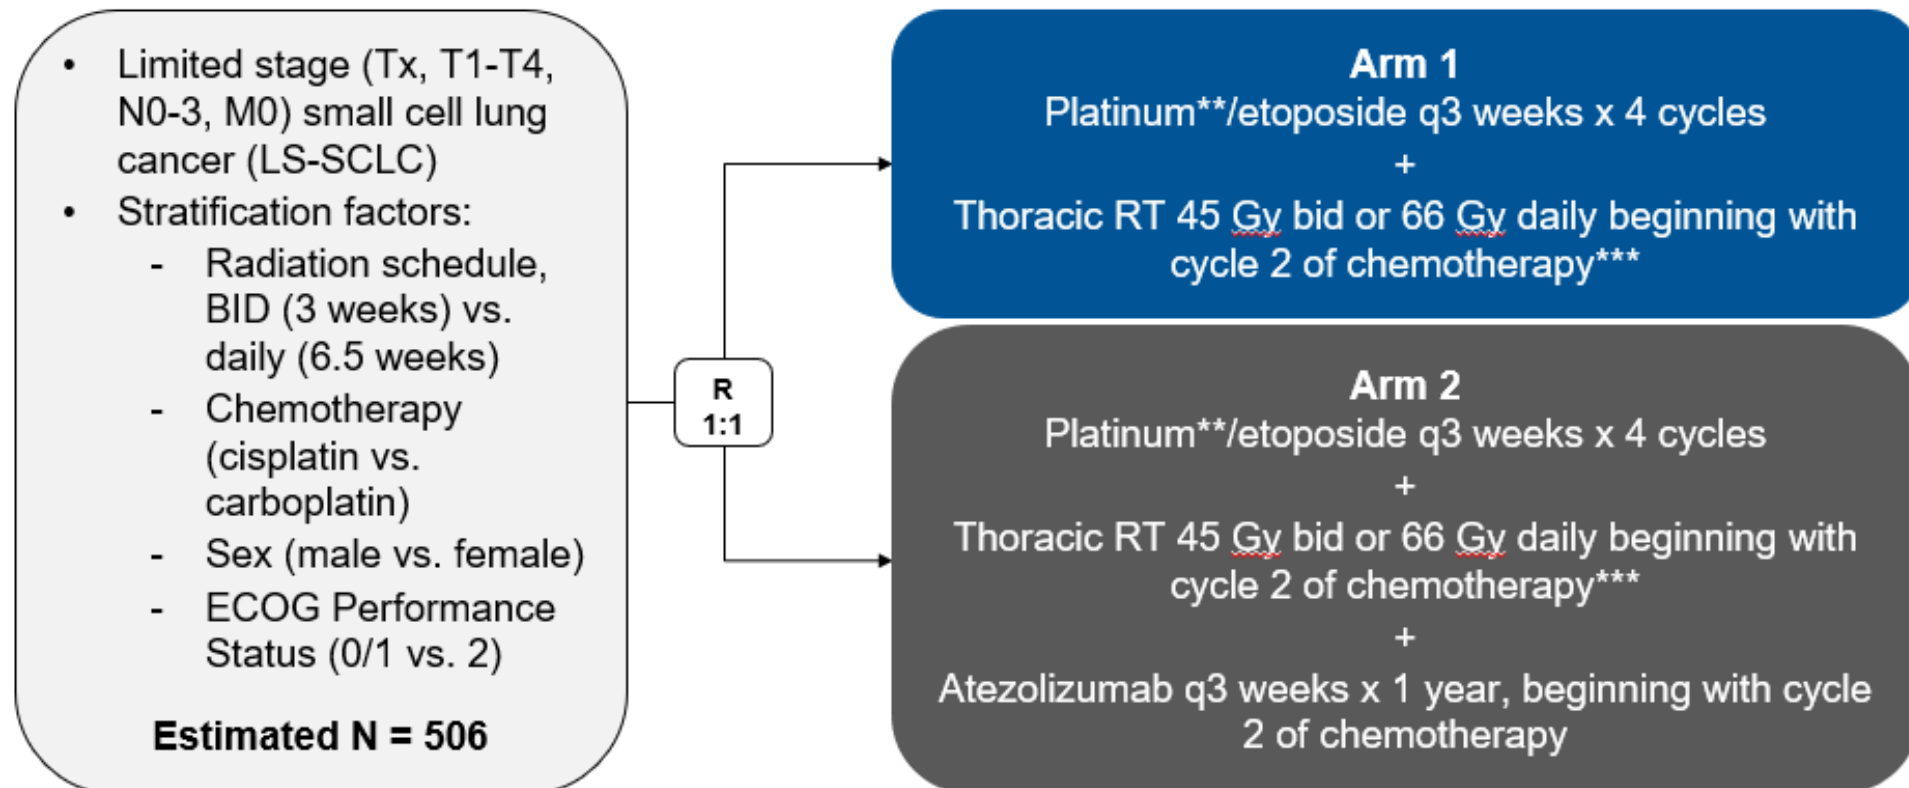 • Limited stage (Tx, T1-T4,
N0-3, M0) small cell lung
cancer (LS-SCLC)
• Stratification factors:
- Radiation schedule,
BID (3 weeks) vs.
daily (6.5 weeks)
- Chemotherapy
(cisplatin vs.
carboplatin)
- Sex (male vs. female)
- ECOG Performance
Status (0/1 vs. 2)
Estimated N = 506
R
1:1
Arm 1
Platinum**/etoposide q3 weeks x 4 cycles
+
Thoracic RT 45 Gy bid or 66 Gy daily beginning with
cycle 2 of chemotherapy***
Arm 2
Platinum**/etoposide q3 weeks x 4 cycles
+
Thoracic RT 45 Gy bid or 66 Gy daily beginning with
cycle 2 of chemotherapy***
+
Atezolizumab q3 weeks x 1 year, beginning with cycle
2 of chemotherapy